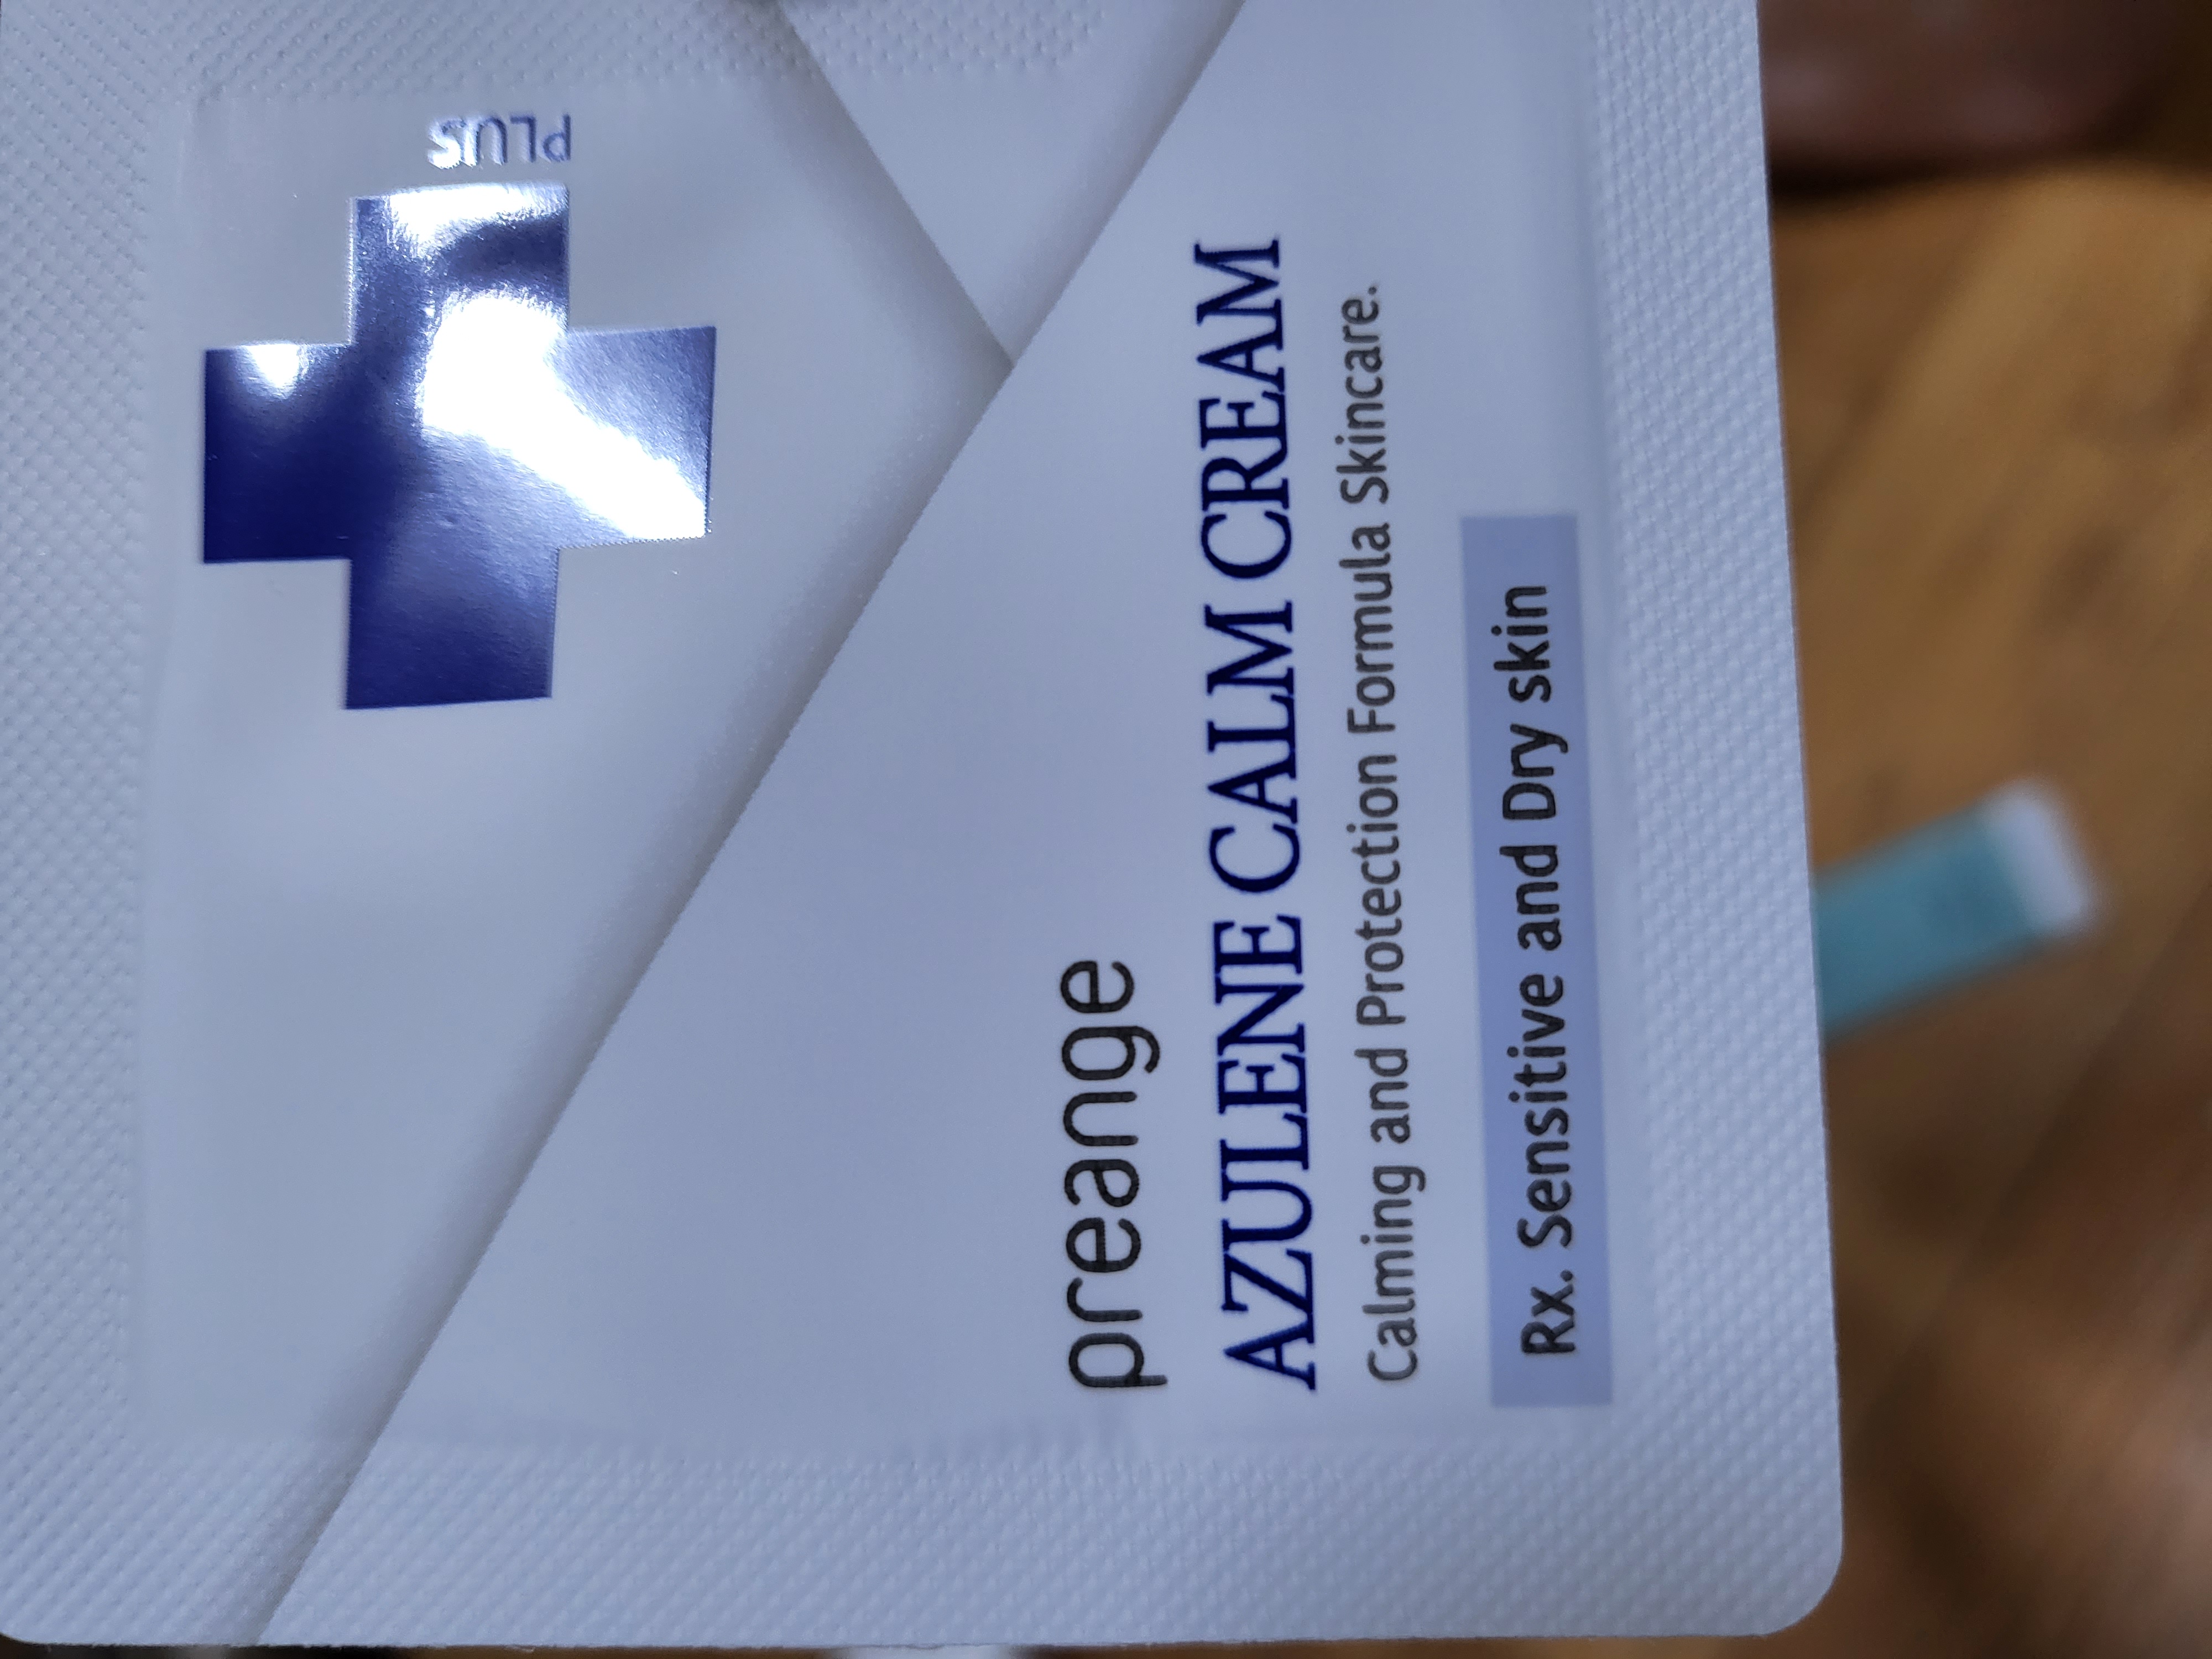 PLUS
preange
AZULENE CALM CREAM
Calming and Protection Formula Skincare.
Rx. Sensitive and Dry skin